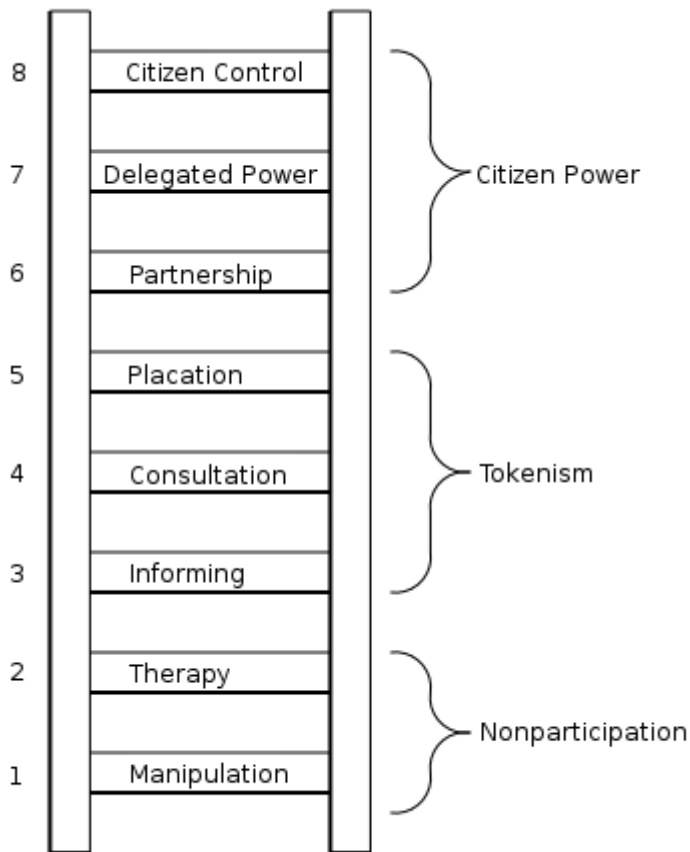 8 Citizen Control
7 Delegated Power Citizen Power
6 Partnership
5 Placation
4 Consultation Tokenism
3 Informing
2 Therapy
Nonparticipation
1 Manipulation